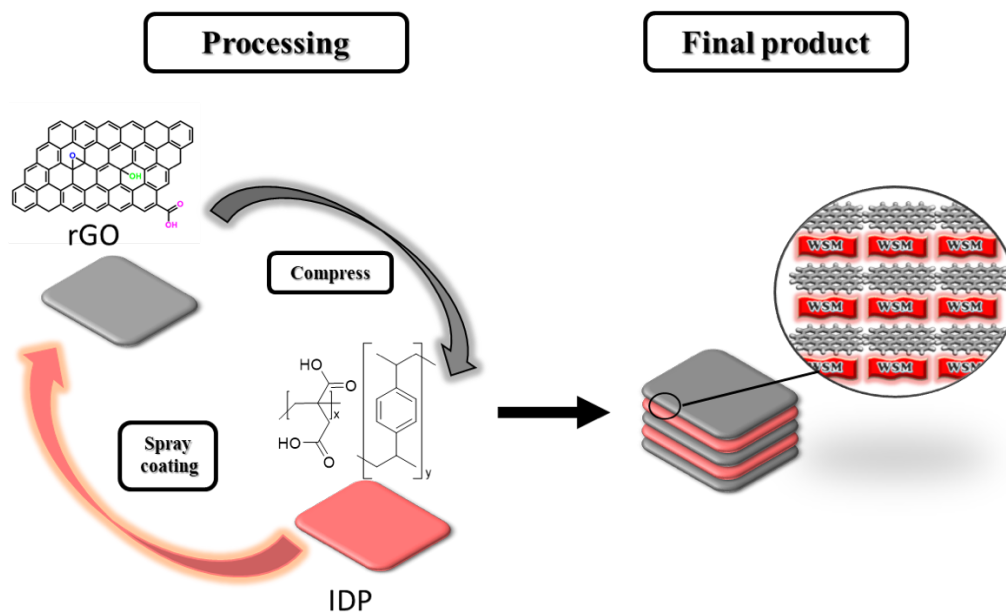 Processing
Final product
O
OH
O
OH
rGO
Compress
Spray
coating
HO
O
x
HO
O
y
IDP
WSM WSM WSM
WSM WSM WSM
WSM WSM WSM